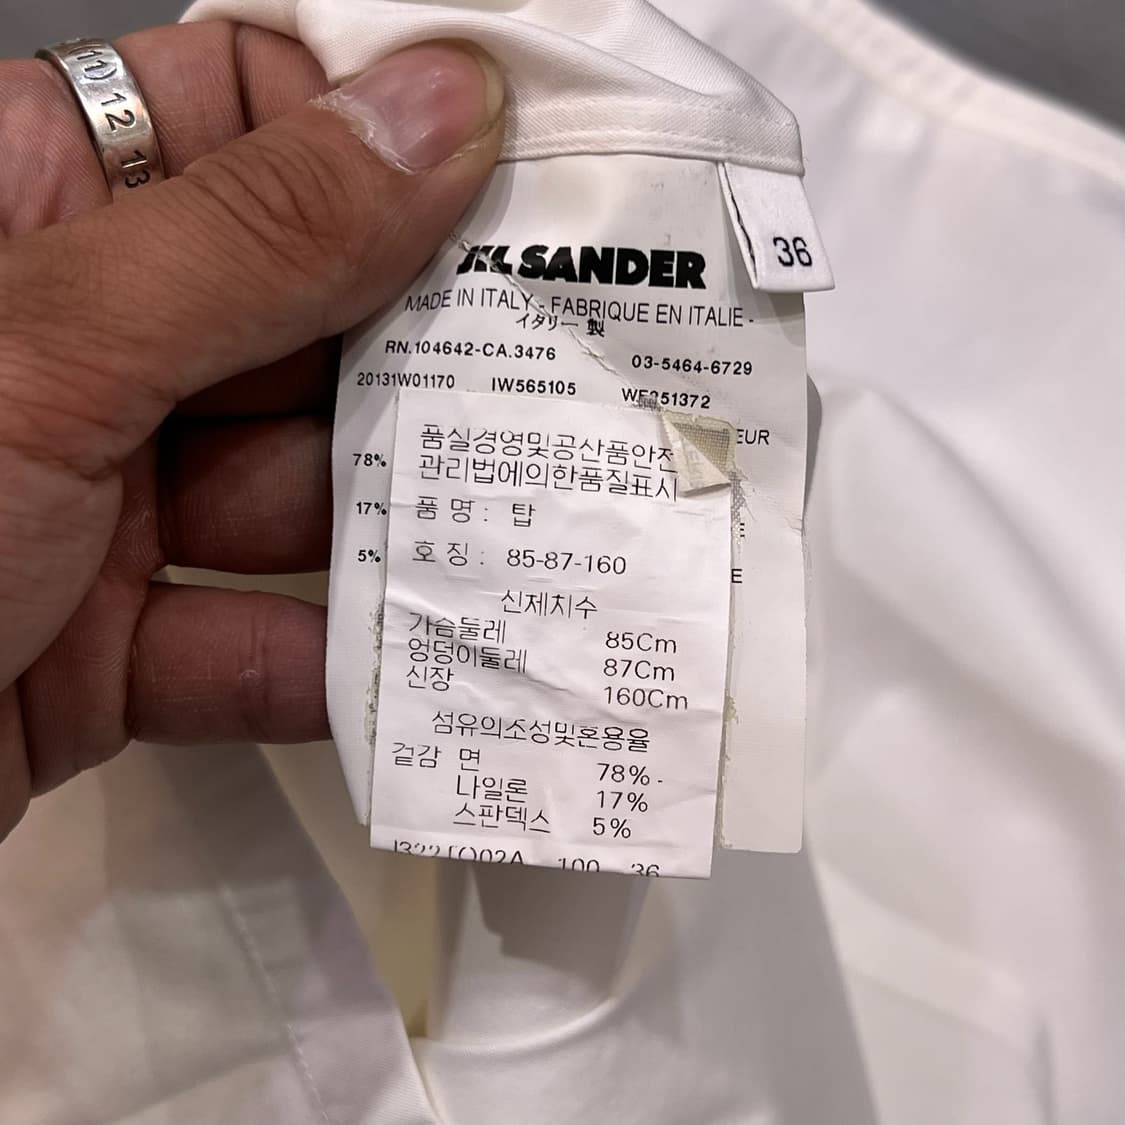 11) 12 13
36
JIL SANDER
MADE IN ITALY - FABRIQUE EN ITALIE -
イタリー 製
RN.104642-CA.3476 03-5464-6729
20131W01170 IW565105
EUR
품실경영및공산품안전
관리법에의한품질표시
78%
17%
5%
E
품 명 : 탑
호 칭 : 85-87-160
신체치수
가슴둘레 85Cm
엉덩이둘레 87Cm
신장 160Cm
섬유의조성및혼용율
겉감 면 78% -
나일론 17%
스판덱스 5%
100 36